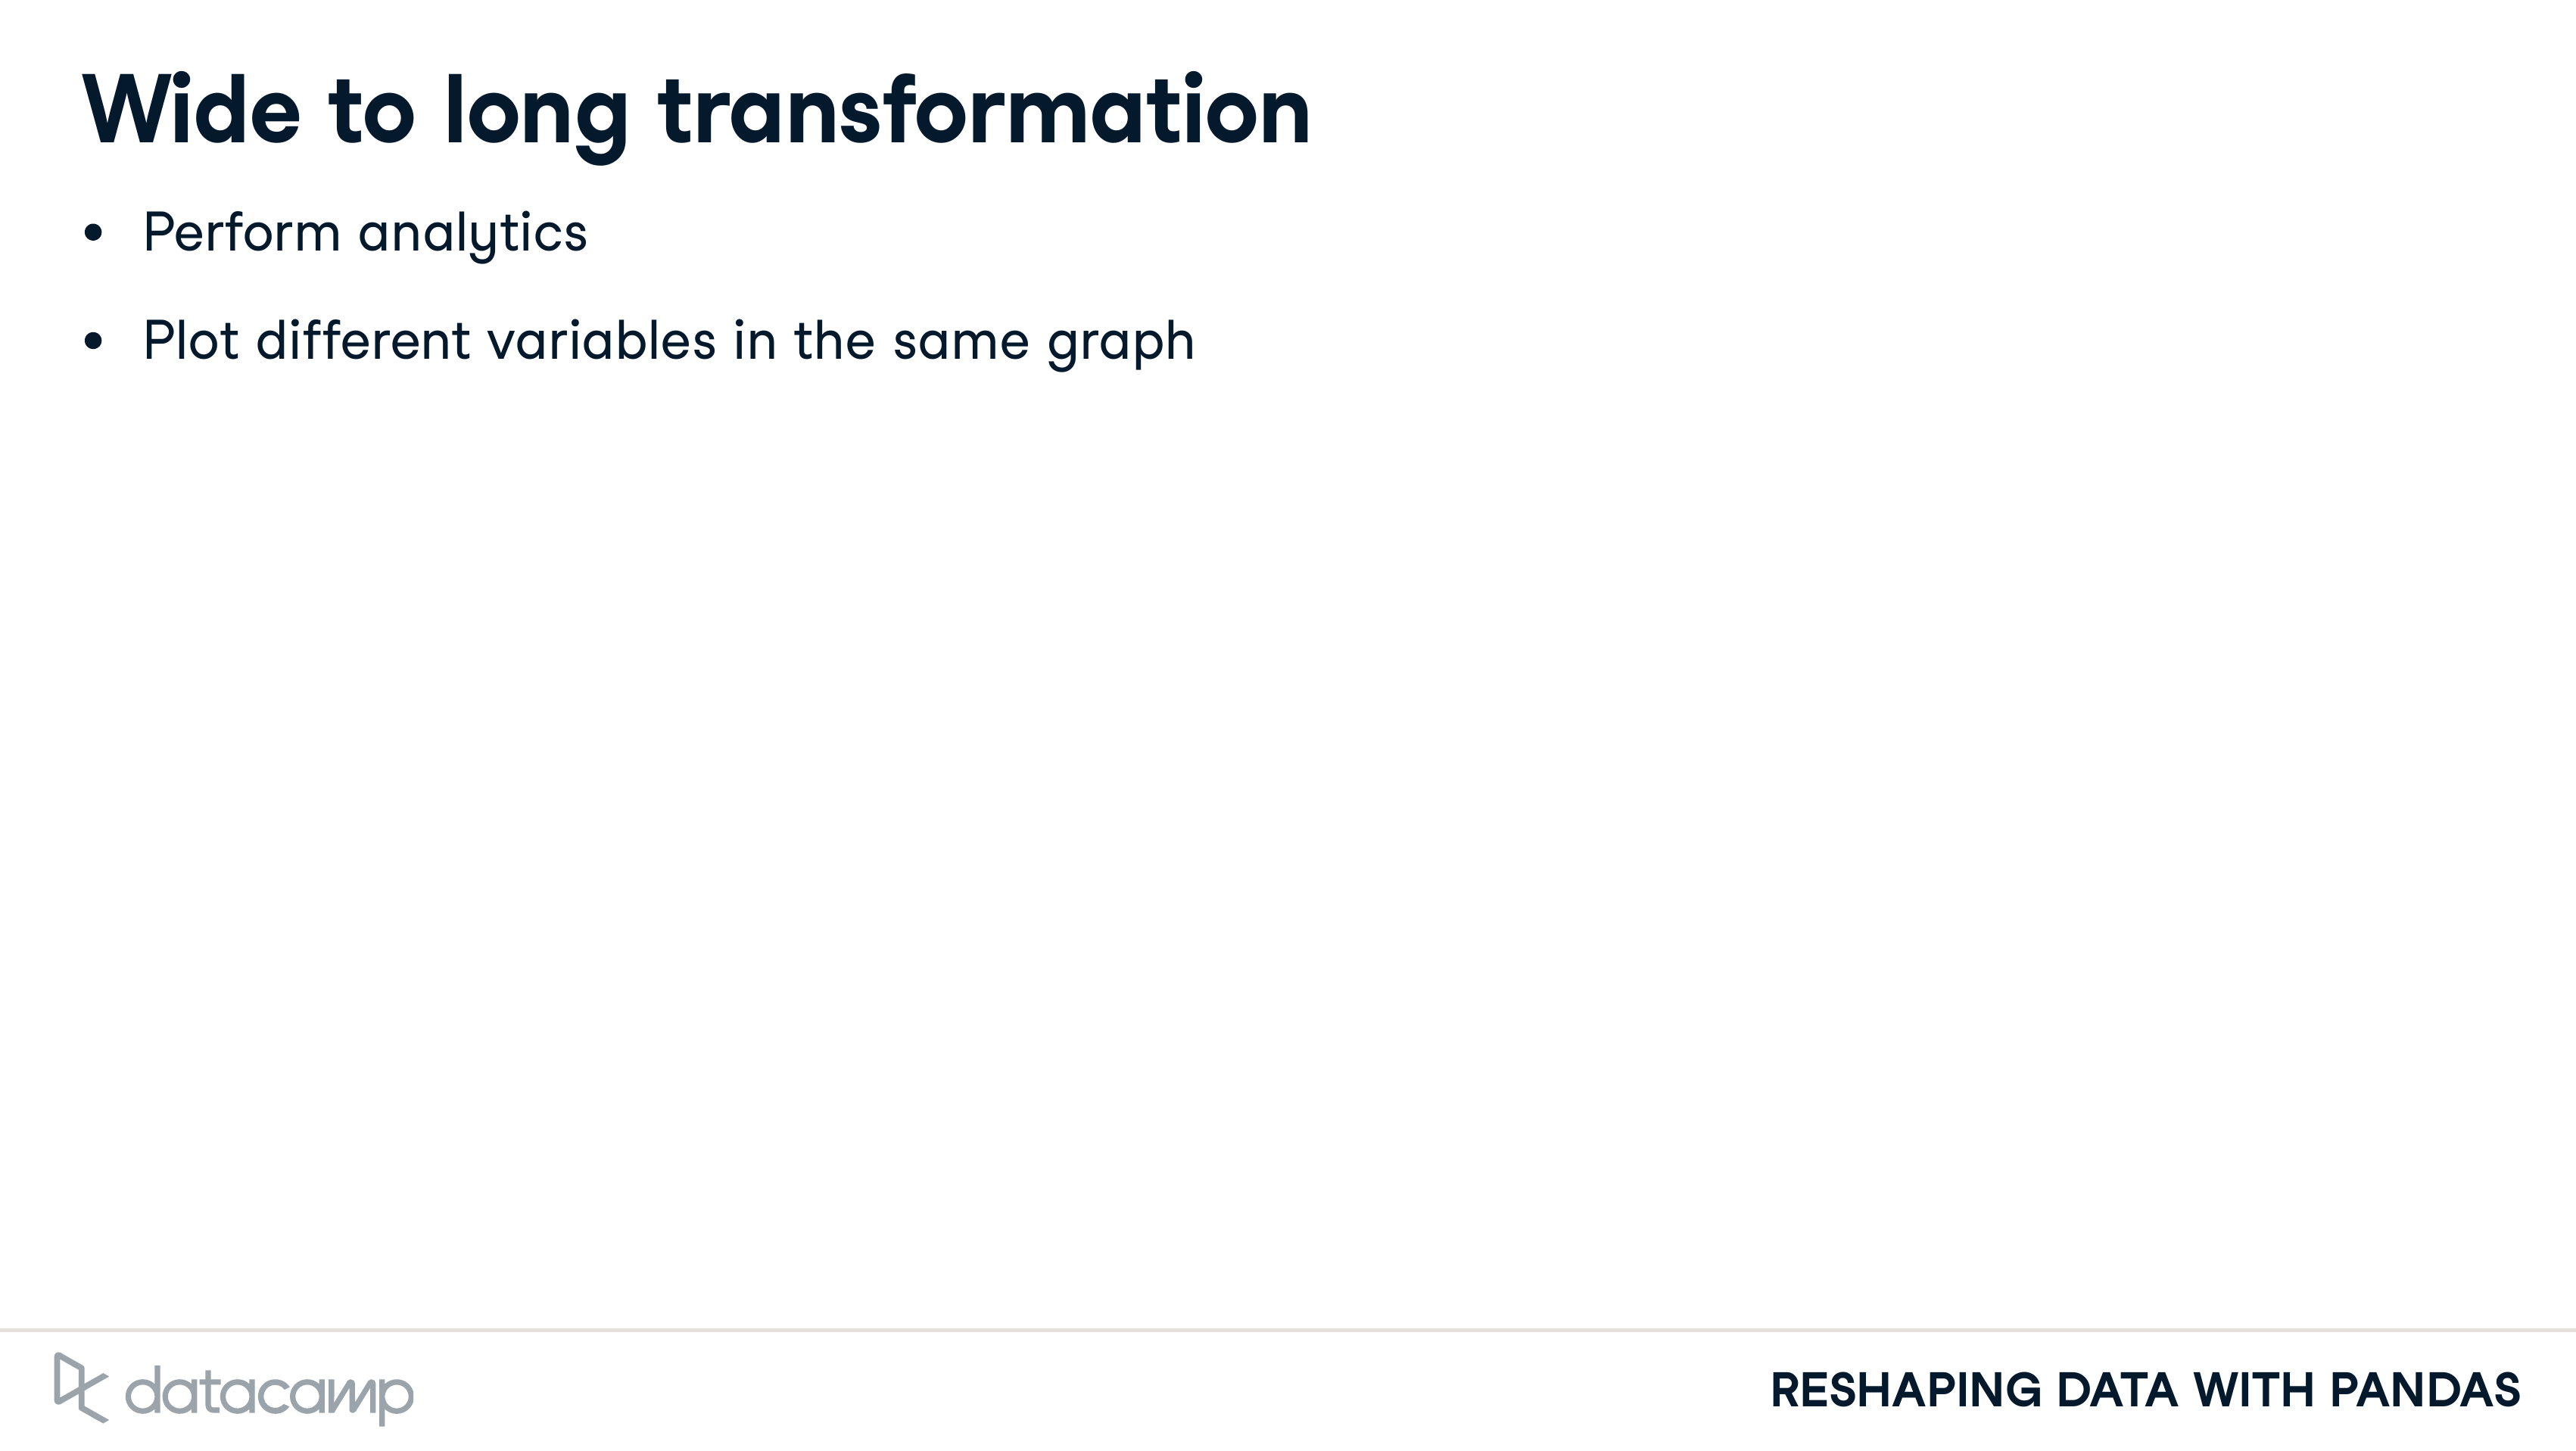 Wide to long transformation
• Perform analytics
• Plot different variables in the same graph
datacamp
RESHAPING DATA WITH PANDAS